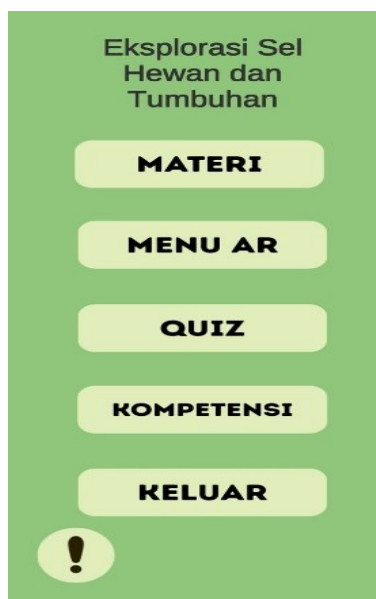 Eksplorasi Sel
Hewan dan
Tumbuhan
MATERI
MENU AR
QUIZ
KOMPETENSI
KELUAR
!